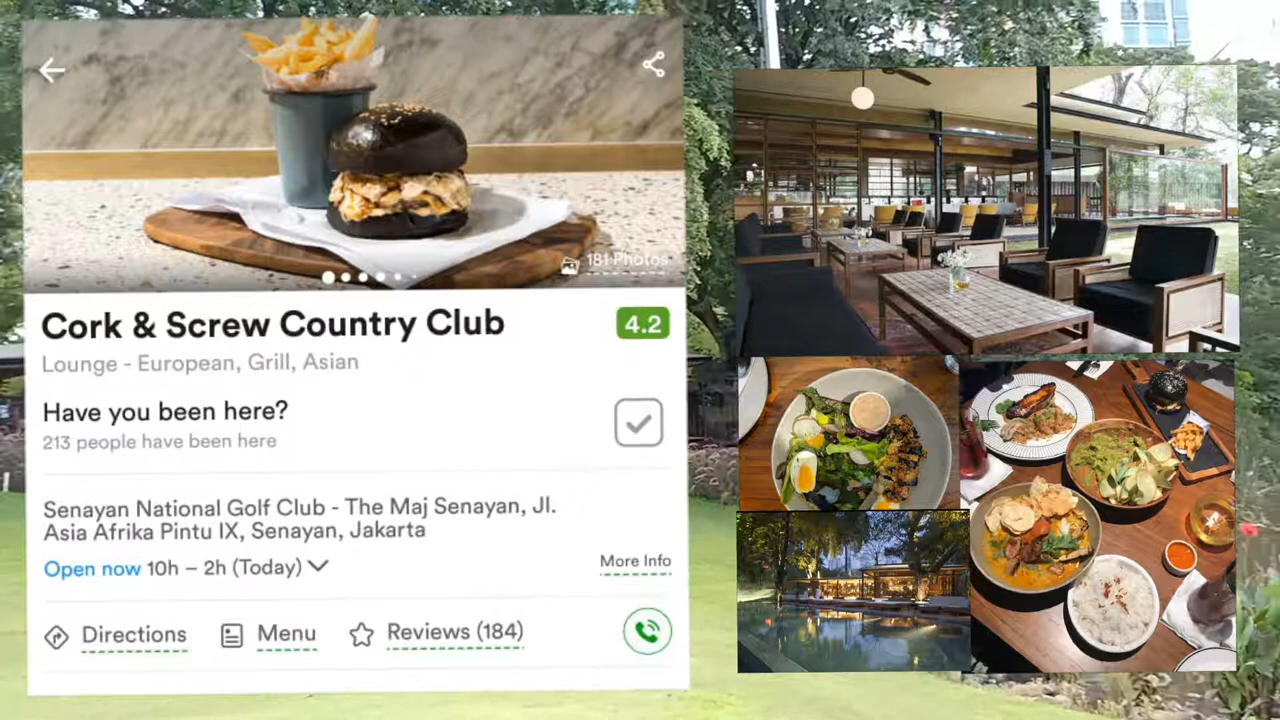 181 Photos
Cork & Screw Country Club
4.2
Lounge - European, Grill, Asian
Have you been here?
213 people have been here
Senayan National Golf Club - The Maj Senayan, Jl.
Asia Afrika Pintu IX, Senayan, Jakarta
Open now 10h – 2h (Today)
More Info
Directions
Menu
Reviews (184)